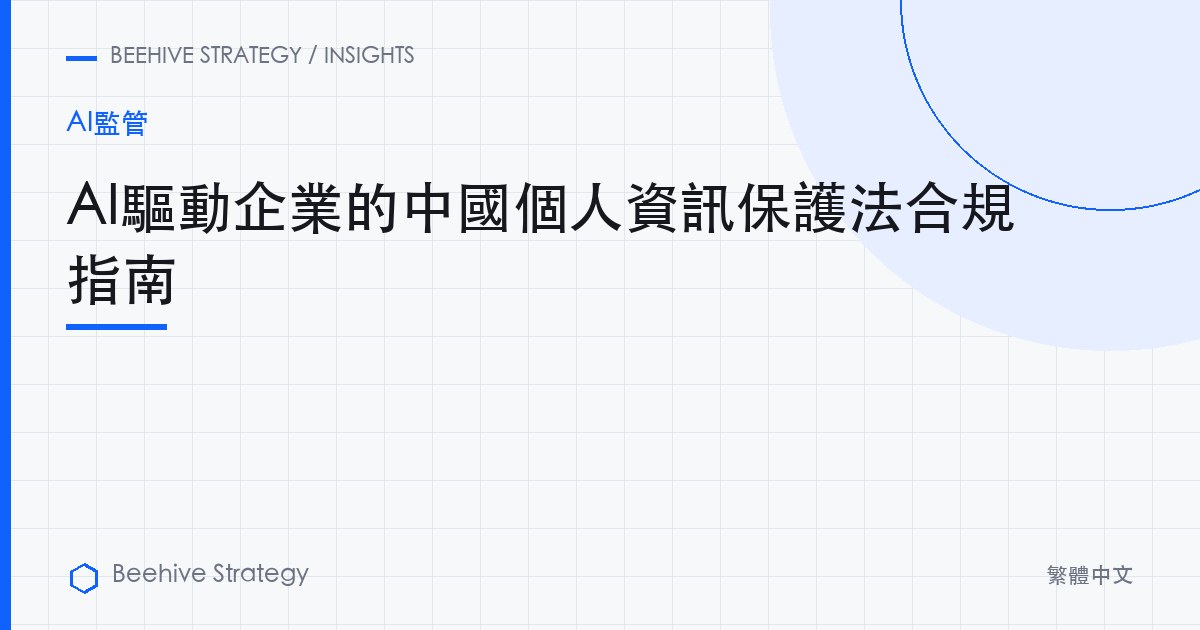 BEEHIVE STRATEGY / INSIGHTS
AI監管
AI驅動企業的中國個人資訊保護法合規
指南
Beehive Strategy
繁體中文